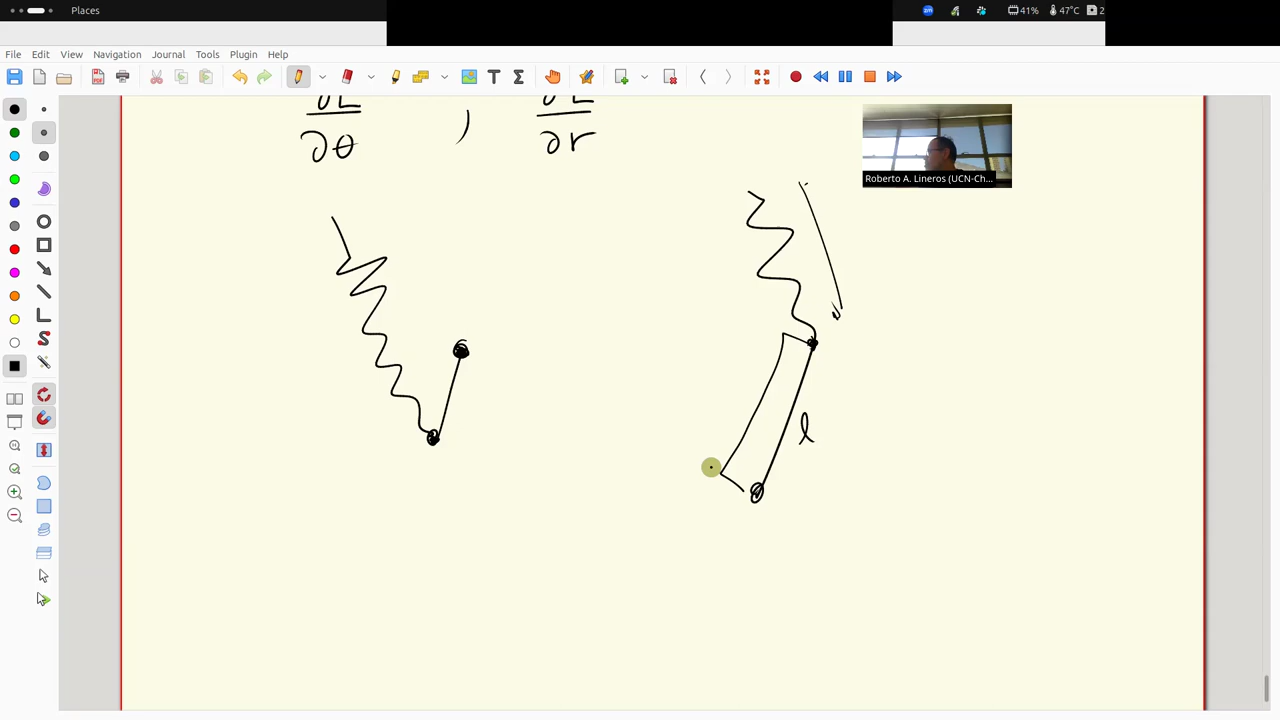 Places
41% 47°C 2
File Edit View Navigation Journal Tools Plugin Help
∂L/∂θ , ∂L/∂r
Roberto A. Lineros (UCN-Ch...
l